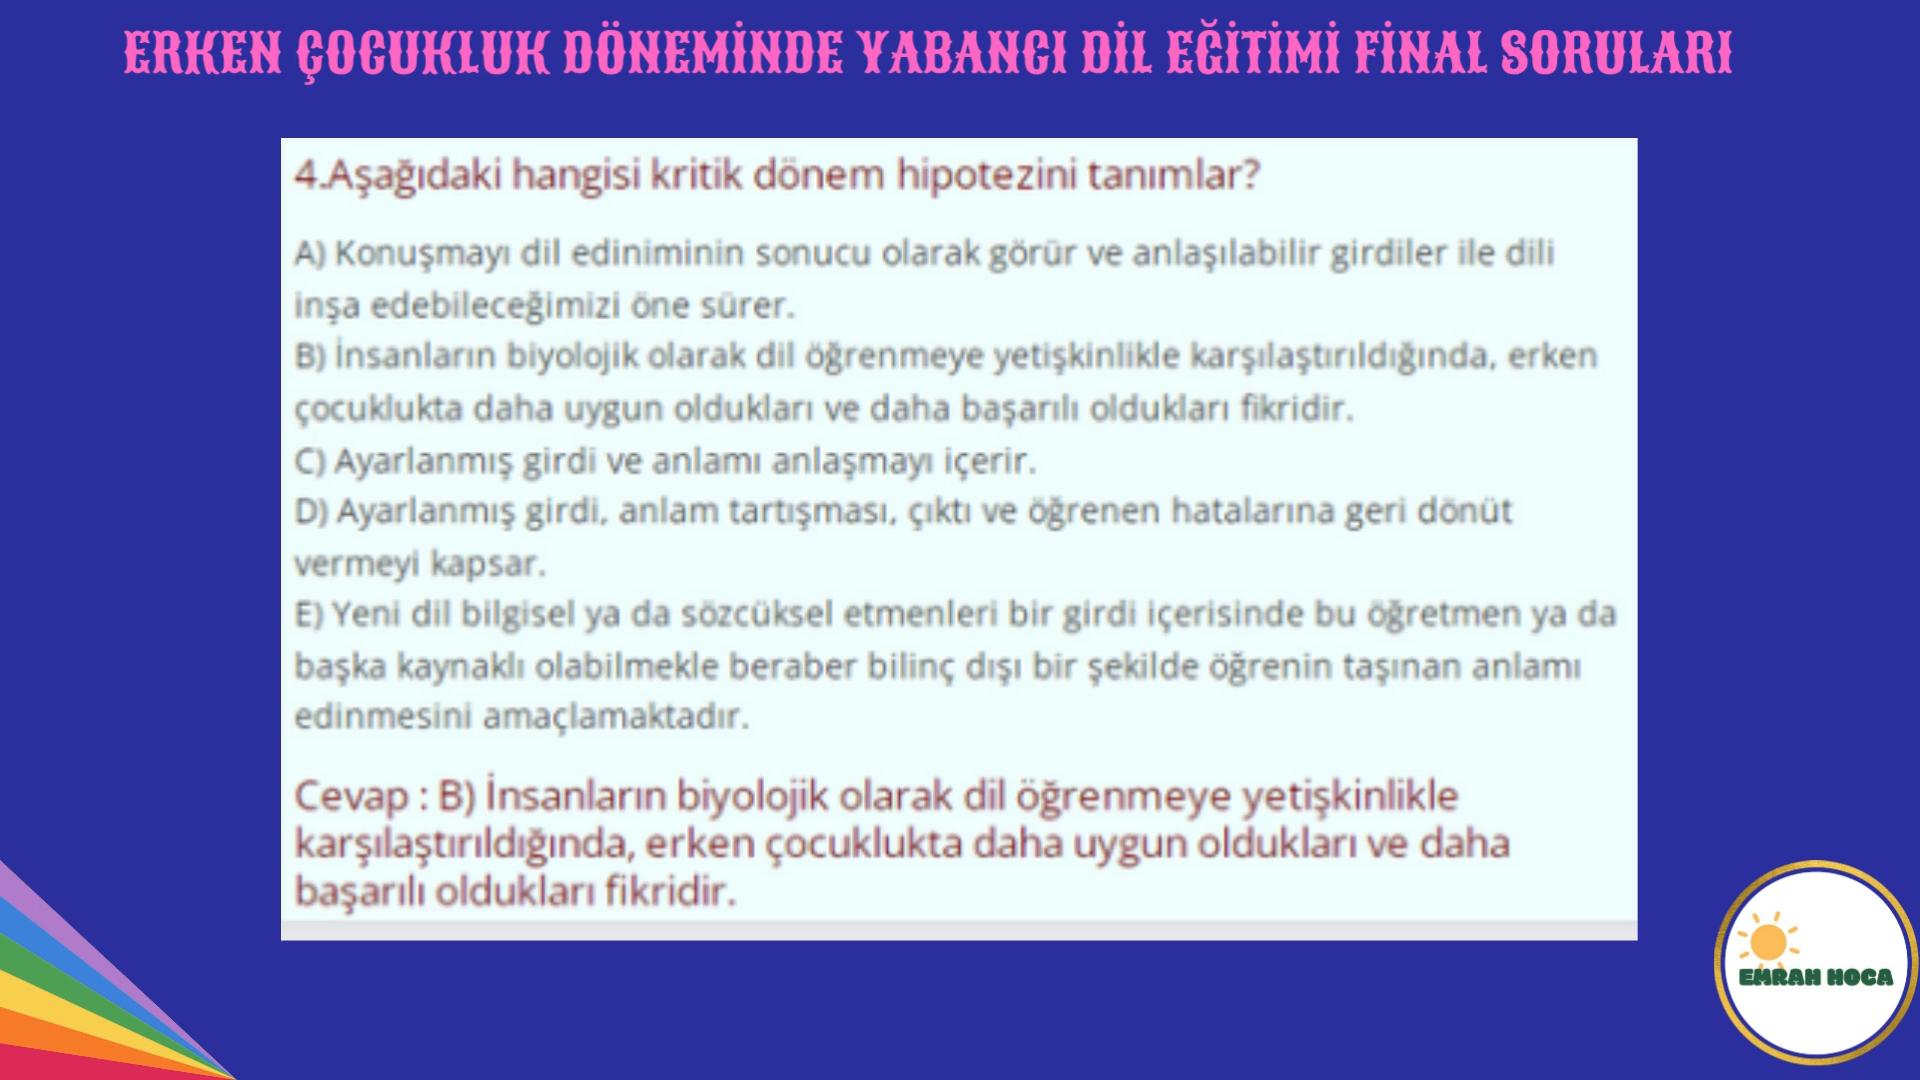 ERKEN ÇOCUKLUK DÖNEMİNDE YABANCI DİL EĞİTİMİ FİNAL SORULARI
4.Aşağıdaki hangisi kritik dönem hipotezini tanımlar?
A) Konuşmayı dil ediniminin sonucu olarak görür ve anlaşılabilir girdiler ile dili
inşa edebileceğimizi öne sürer.
B) İnsanların biyolojik olarak dil öğrenmeye yetişkinlikle karşılaştırıldığında, erken
çocuklukta daha uygun oldukları ve daha başarılı oldukları fikridir.
C) Ayarlanmış girdi ve anlamı anlaşmayı içerir.
D) Ayarlanmış girdi, anlam tartışması, çıktı ve öğrenen hatalarına geri dönüt
vermeyi kapsar.
E) Yeni dil bilgisel ya da sözcüksel etmenleri bir girdi içerisinde bu öğretmen ya da
başka kaynaklı olabilmekle beraber bilinç dışı bir şekilde öğrenin taşınan anlamı
edinmesini amaçlamaktadır.
Cevap : B) İnsanların biyolojik olarak dil öğrenmeye yetişkinlikle
karşılaştırıldığında, erken çocuklukta daha uygun oldukları ve daha
başarılı oldukları fikridir.
EMRAH HOCA